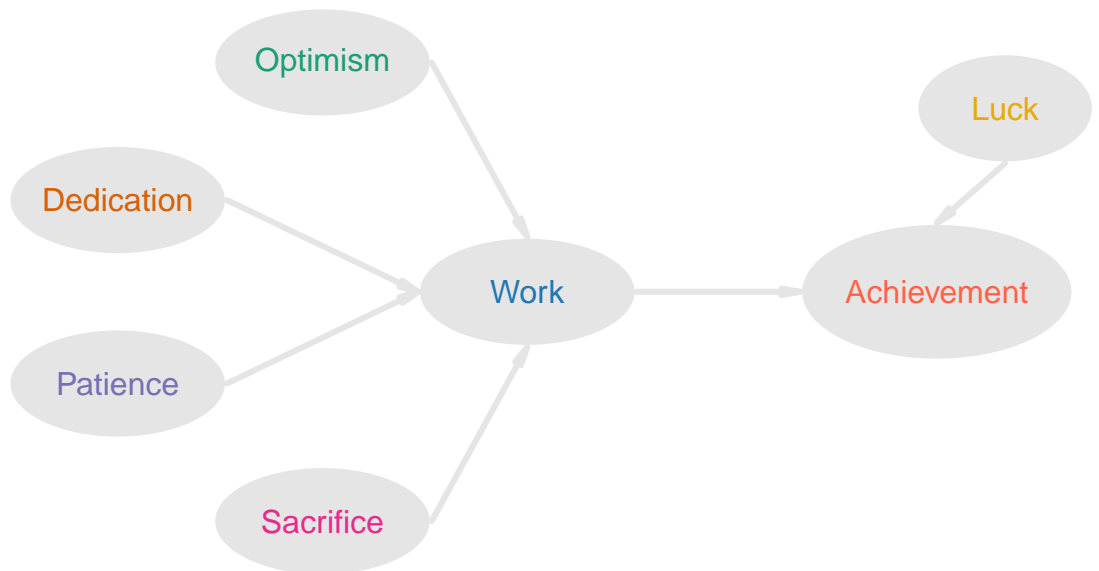 Optimism
Luck
Dedication
Work
Achievement
Patience
Sacrifice